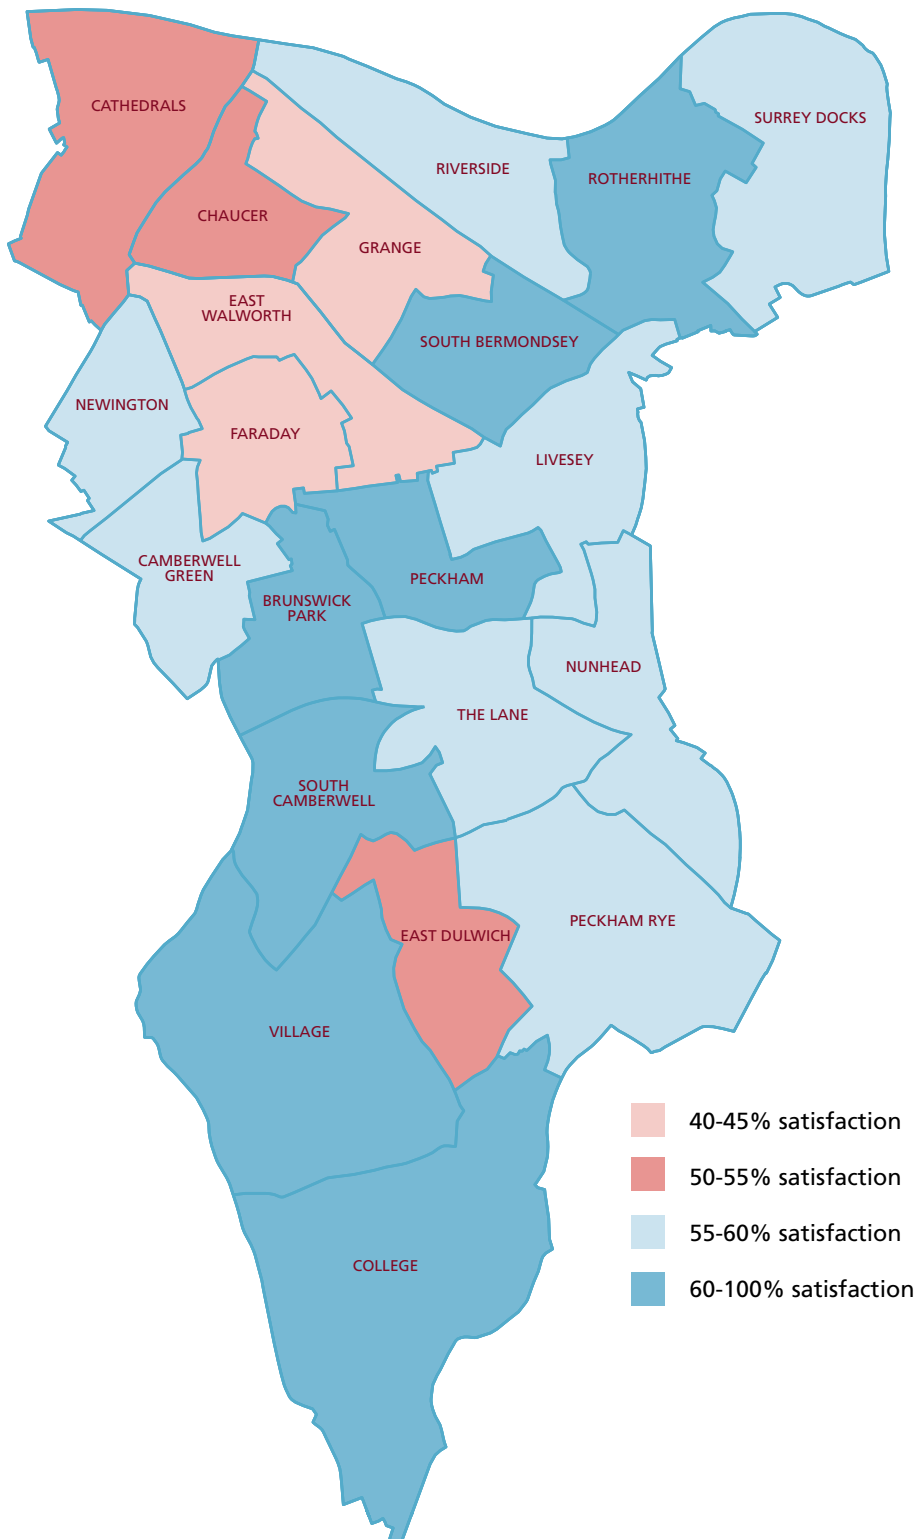 CATHEDRALS
SURREY DOCKS
RIVERSIDE
ROTHERHITHE
CHAUCER
GRANGE
EAST
WALWORTH
SOUTH BERMONDSEY
NEWINGTON
FARADAY
LIVESEY
CAMBERWELL
GREEN
PECKHAM
BRUNSWICK
PARK
NUNHEAD
THE LANE
SOUTH
CAMBERWELL
PECKHAM RYE
EAST DULWICH
VILLAGE
COLLEGE
40-45% satisfaction
50-55% satisfaction
55-60% satisfaction
60-100% satisfaction